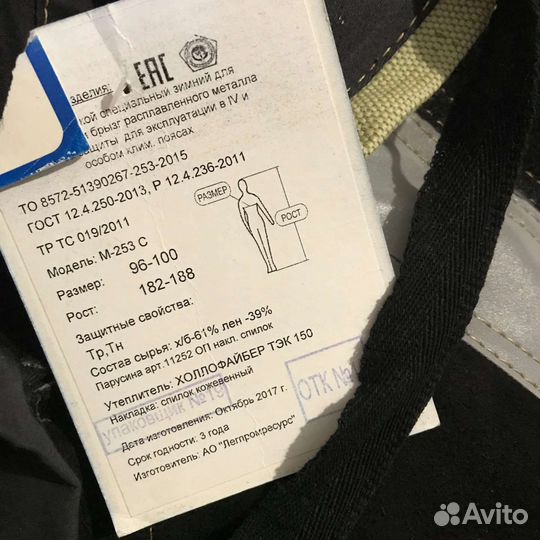 EAC
зделия:
кой специальный зимний для
и брызг расплавленного металла
ащиты для эксплуатации в IV и
особом клим. поясах
ТО 8572-51390267-253-2015
ГОСТ 12.4.250-2013, Р 12.4.236-2011
ТР ТС 019/2011
Модель: М-253 С
Размер: 96-100
Рост: 182-188
РАЗМЕР
РОСТ
Защитные свойства:
Тр,Тн
Состав сырья: х/б-61% лен -39%
Парусина арт.11252 ОП накл. спилок
Утеплитель: ХОЛЛОФАЙБЕР ТЭК 150
Накладка: спилок кожевенный
упаковщик №19
Дата изготовления: Октябрь 2017 г.
ОТК №
Срок годности: 3 года
Изготовитель: АО "Легпромресурс"
Avito